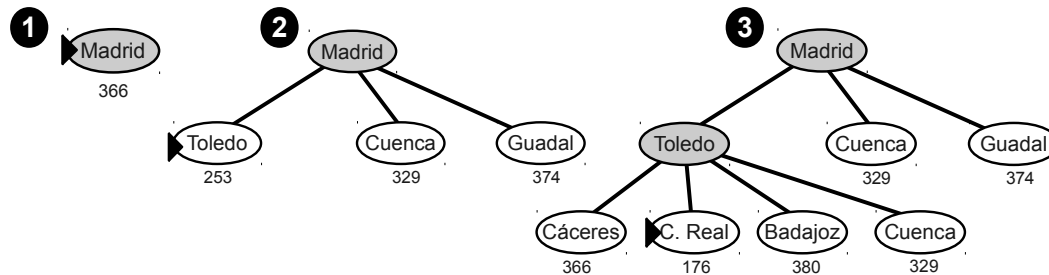 1 2 3
Madrid Madrid Madrid
366
Toledo Cuenca Guadal Toledo Cuenca Guadal
253 329 374 329 374
Cáceres C. Real Badajoz Cuenca
366 176 380 329